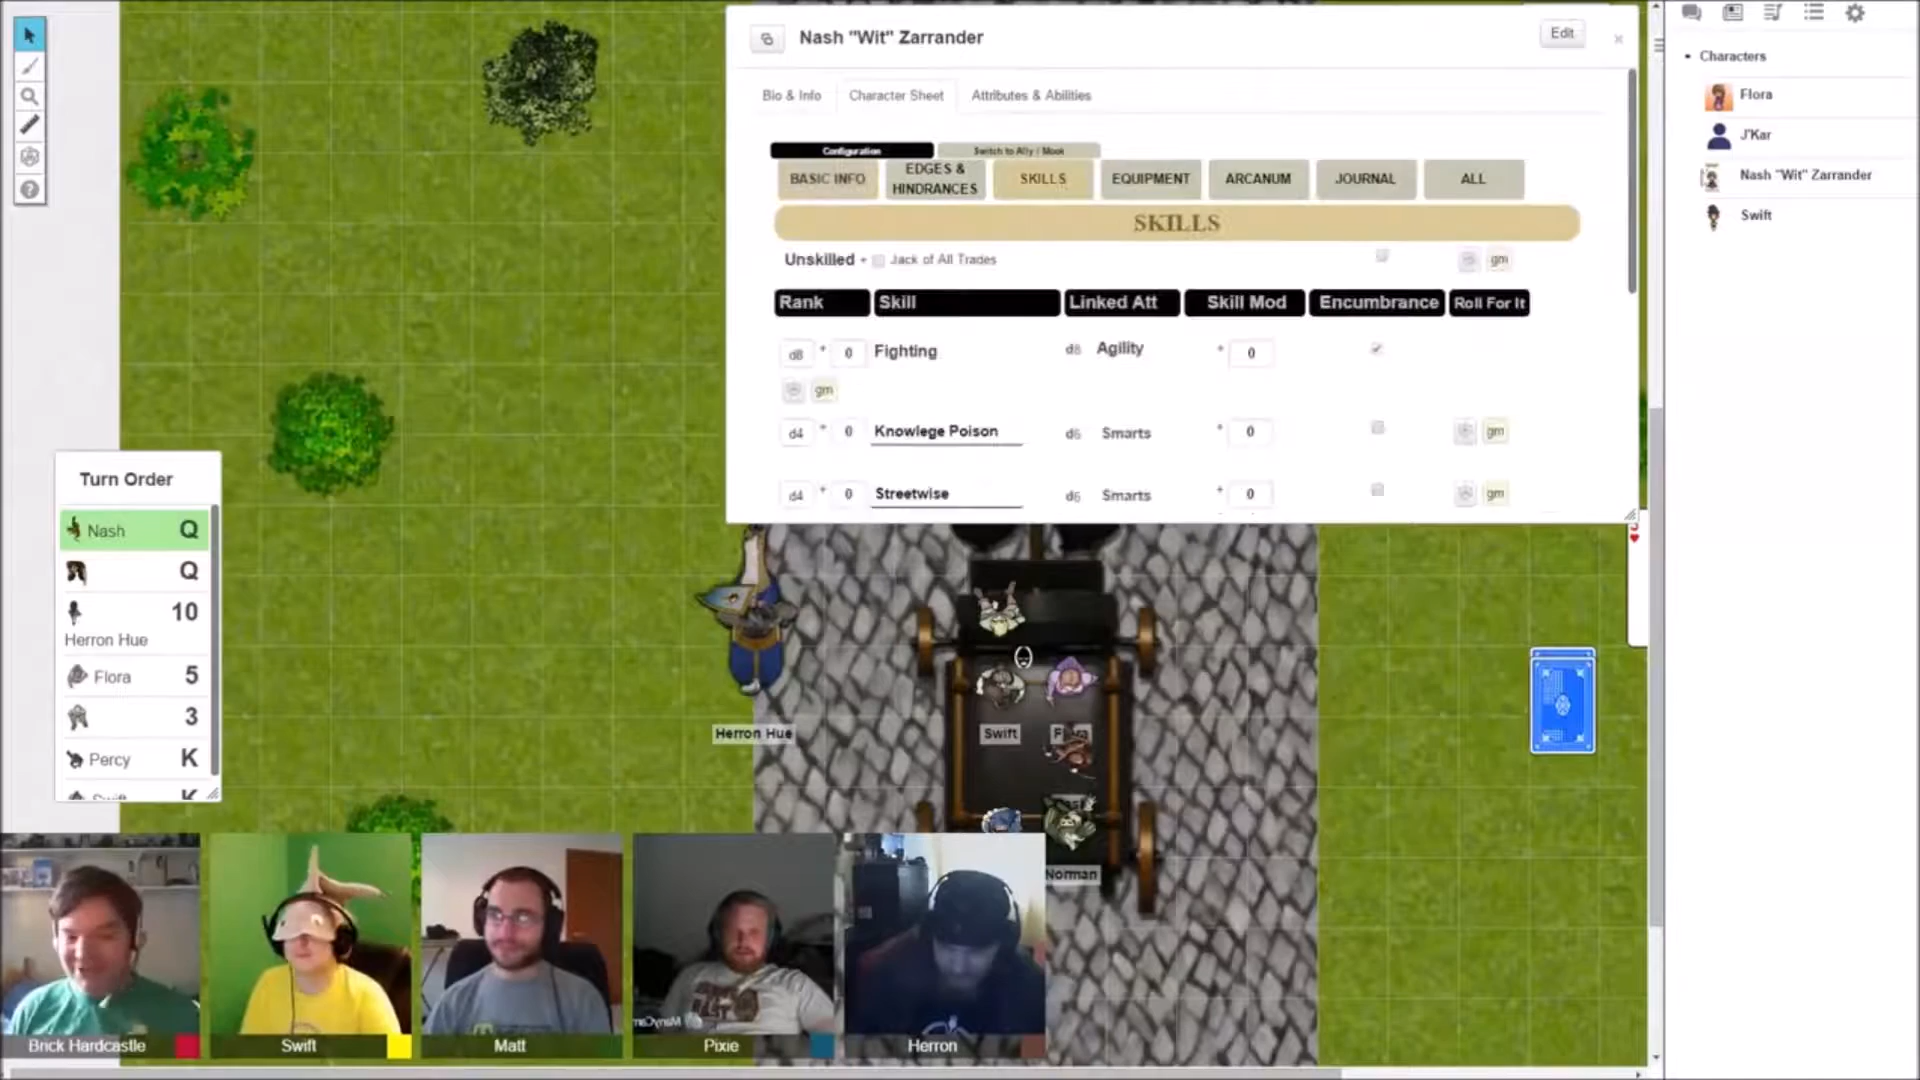 Nash "Wit" Zarrander
Edit
Bio & Info
Character Sheet
Attributes & Abilities
Configuration
Switch to Ally / Mook
BASIC INFO
EDGES &
HINDRANCES
SKILLS
EQUIPMENT
ARCANUM
JOURNAL
ALL
SKILLS
Unskilled + Jack of All Trades
gm
Rank Skill Linked Att Skill Mod Encumbrance Roll For It
d8 + 0 Fighting d8 Agility + 0
gm
d4 + 0 Knowlege Poison d6 Smarts + 0 gm
d4 + 0 Streetwise d6 Smarts + 0 gm
Characters
Flora
J'Kar
Nash "Wit" Zarrander
Swift
Turn Order
Nash Q
Q
10
Herron Hue
Flora 5
3
Percy K
Swift K
Herron Hue
Swift
Flora
Norman
ManyCam
Brick Hardcastle
Swift
Matt
Pixie
Herron